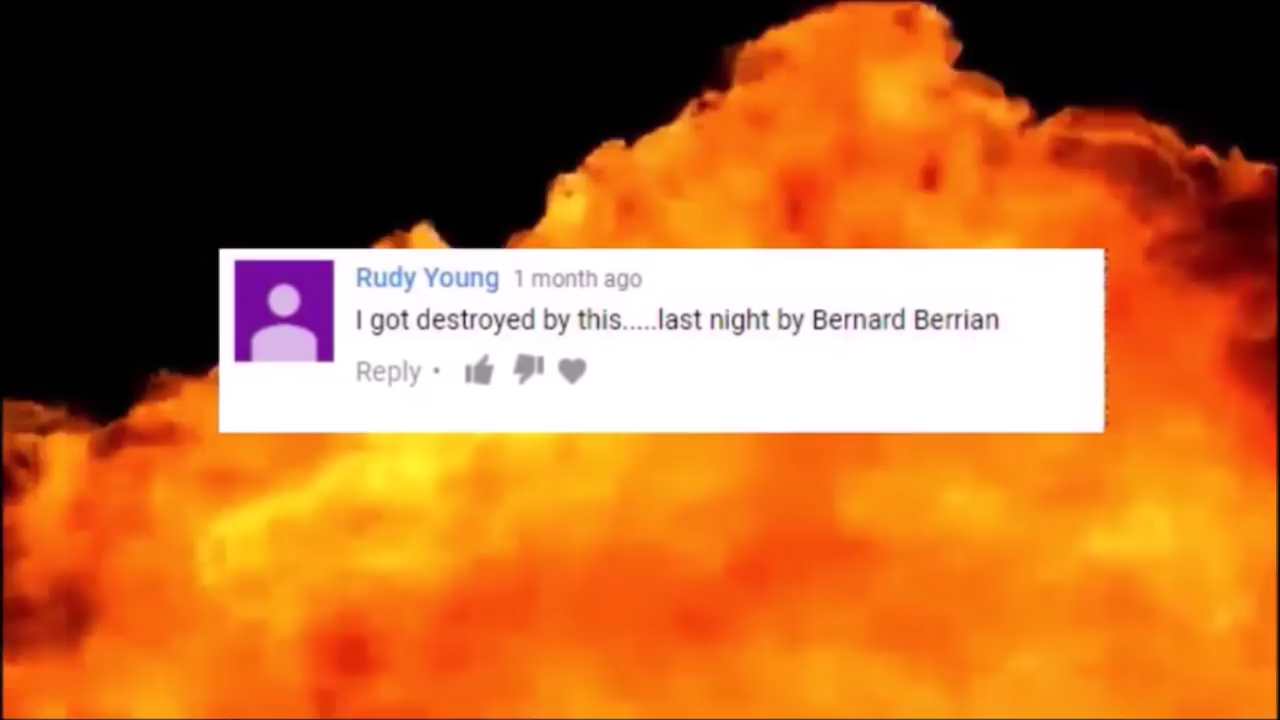 Rudy Young 1 month ago
I got destroyed by this.....last night by Bernard Berrian
Reply •